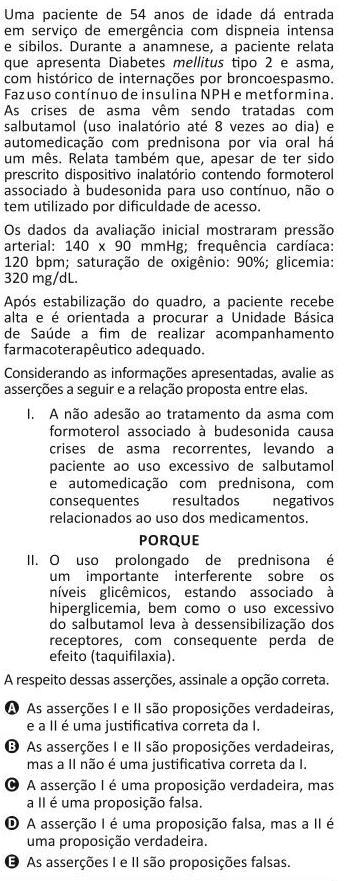 Uma paciente de 54 anos de idade dá entrada
em serviço de emergência com dispneia intensa
e sibilos. Durante a anamnese, a paciente relata
que apresenta Diabetes mellitus tipo 2 e asma,
com histórico de internações por broncoespasmo.
Faz uso contínuo de insulina NPH e metformina.
As crises de asma vêm sendo tratadas com
salbutamol (uso inalatório até 8 vezes ao dia) e
automedicação com prednisona por via oral há
um mês. Relata também que, apesar de ter sido
prescrito dispositivo inalatório contendo formoterol
associado à budesonida para uso contínuo, não o
tem utilizado por dificuldade de acesso.
Os dados da avaliação inicial mostraram pressão
arterial: 140 x 90 mmHg; frequência cardíaca:
120 bpm; saturação de oxigênio: 90%; glicemia:
320 mg/dL.
Após estabilização do quadro, a paciente recebe
alta e é orientada a procurar a Unidade Básica
de Saúde a fim de realizar acompanhamento
farmacoterapêutico adequado.
Considerando as informações apresentadas, avalie as
asserções a seguir e a relação proposta entre elas.
I. A não adesão ao tratamento da asma com
formoterol associado à budesonida causa
crises de asma recorrentes, levando a
paciente ao uso excessivo de salbutamol
e automedicação com prednisona, com
consequentes resultados negativos
relacionados ao uso dos medicamentos.
PORQUE
II. O uso prolongado de prednisona é
um importante interferente sobre os
níveis glicêmicos, estando associado à
hiperglicemia, bem como o uso excessivo
do salbutamol leva à dessensibilização dos
receptores, com consequente perda de
efeito (taquifilaxia).
A respeito dessas asserções, assinale a opção correta.
A As asserções I e II são proposições verdadeiras,
e a II é uma justificativa correta da I.
B As asserções I e II são proposições verdadeiras,
mas a II não é uma justificativa correta da I.
C A asserção I é uma proposição verdadeira, mas
a II é uma proposição falsa.
D A asserção I é uma proposição falsa, mas a II é
uma proposição verdadeira.
E As asserções I e II são proposições falsas.